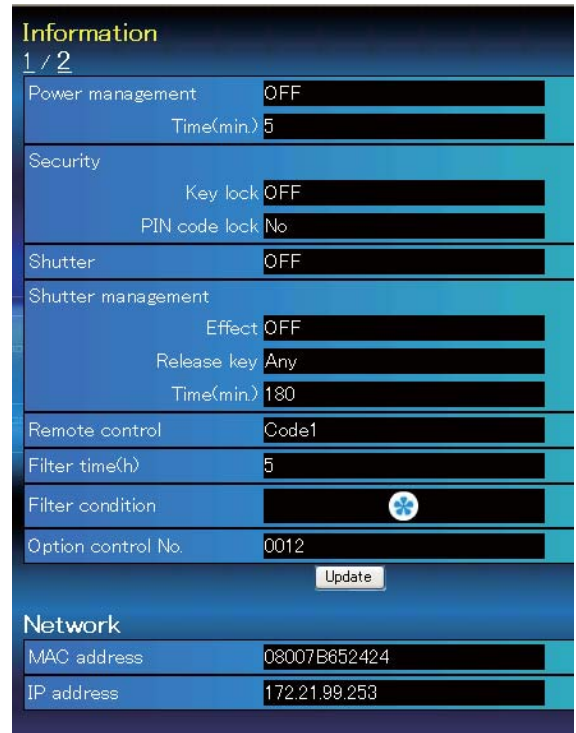 Information
1 / 2
Power management OFF
Time(min.) 5
Security
Key lock OFF
PIN code lock No
Shutter OFF
Shutter management
Effect OFF
Release key Any
Time(min.) 180
Remote control Code1
Filter time(h) 5
Filter condition
Option control No. 0012
Update
Network
MAC address 08007B652424
IP address 172.21.99.253